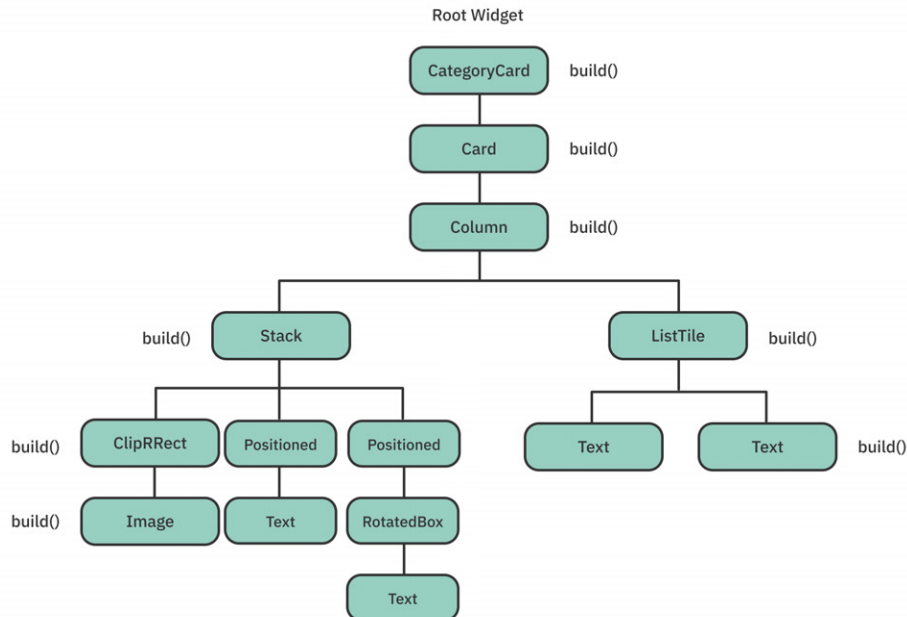 Root Widget
CategoryCard build()
Card build()
Column build()
build() Stack ListTile build()
build() ClipRRect Positioned Positioned Text Text build()
build() Image Text RotatedBox
Text